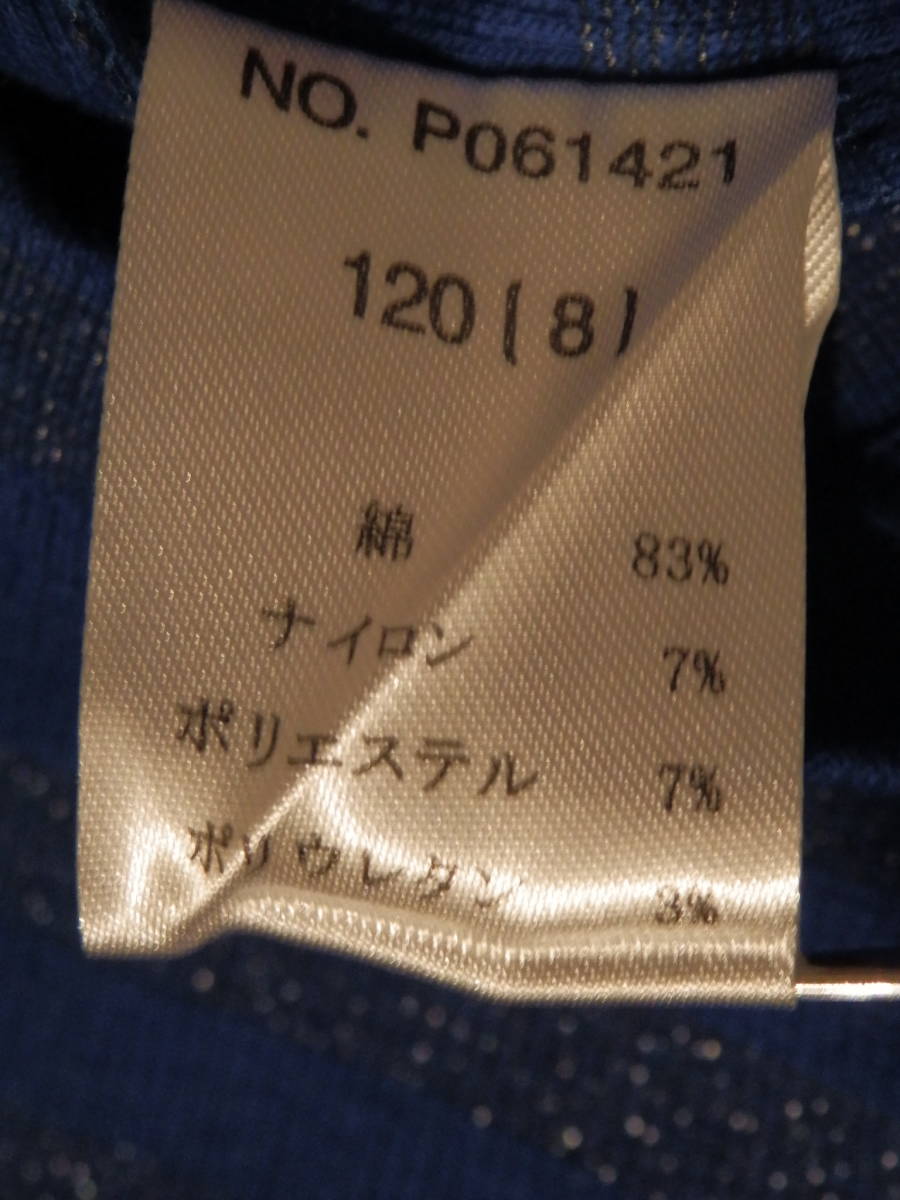 NO. P061421
120 (8)
綿 83%
ナイロン 7%
ポリエステル 7%
ポリウレタン 3%